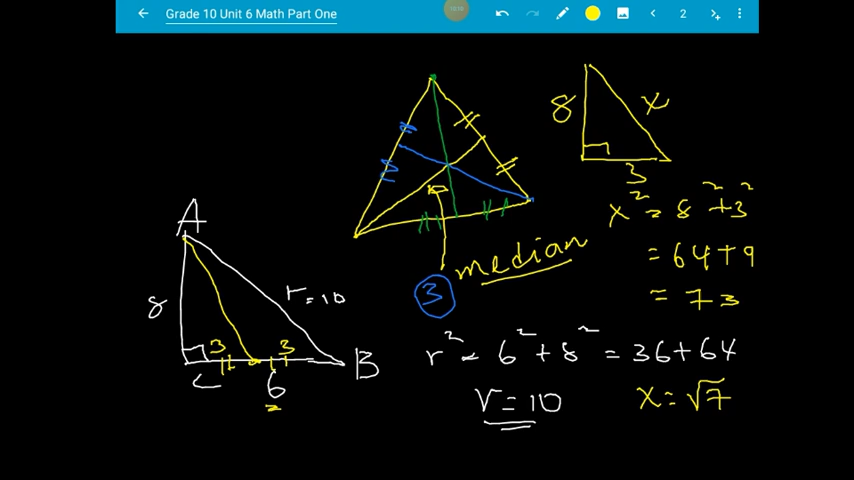 Grade 10 Unit 6 Math Part One
2
8
x
3
x² = 8² + 3²
= 64 + 9
= 73
x = √7
median
3
A
8
r = 10
3
3
C
6
B
r² = 6² + 8² = 36 + 64
r = 10